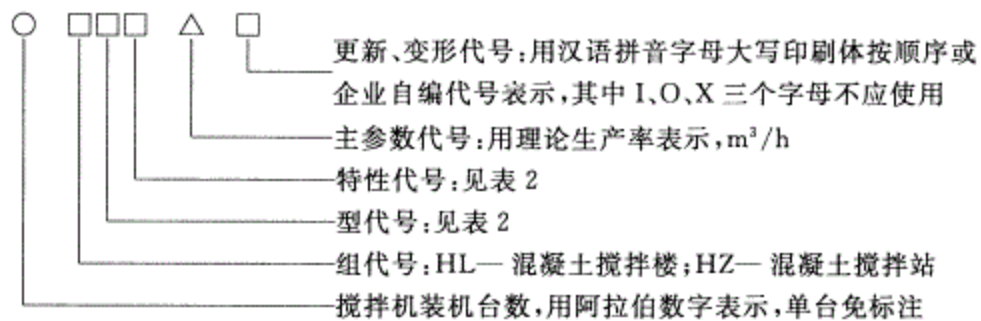 更新、变形代号:用汉语拼音字母大写印刷体按顺序或
企业自编代号表示,其中 I、O、X 三个字母不应使用
主参数代号:用理论生产率表示,m³/h
特性代号:见表 2
型代号:见表 2
组代号:HL— 混凝土搅拌楼;HZ— 混凝土搅拌站
搅拌机装机台数,用阿拉伯数字表示,单台免标注